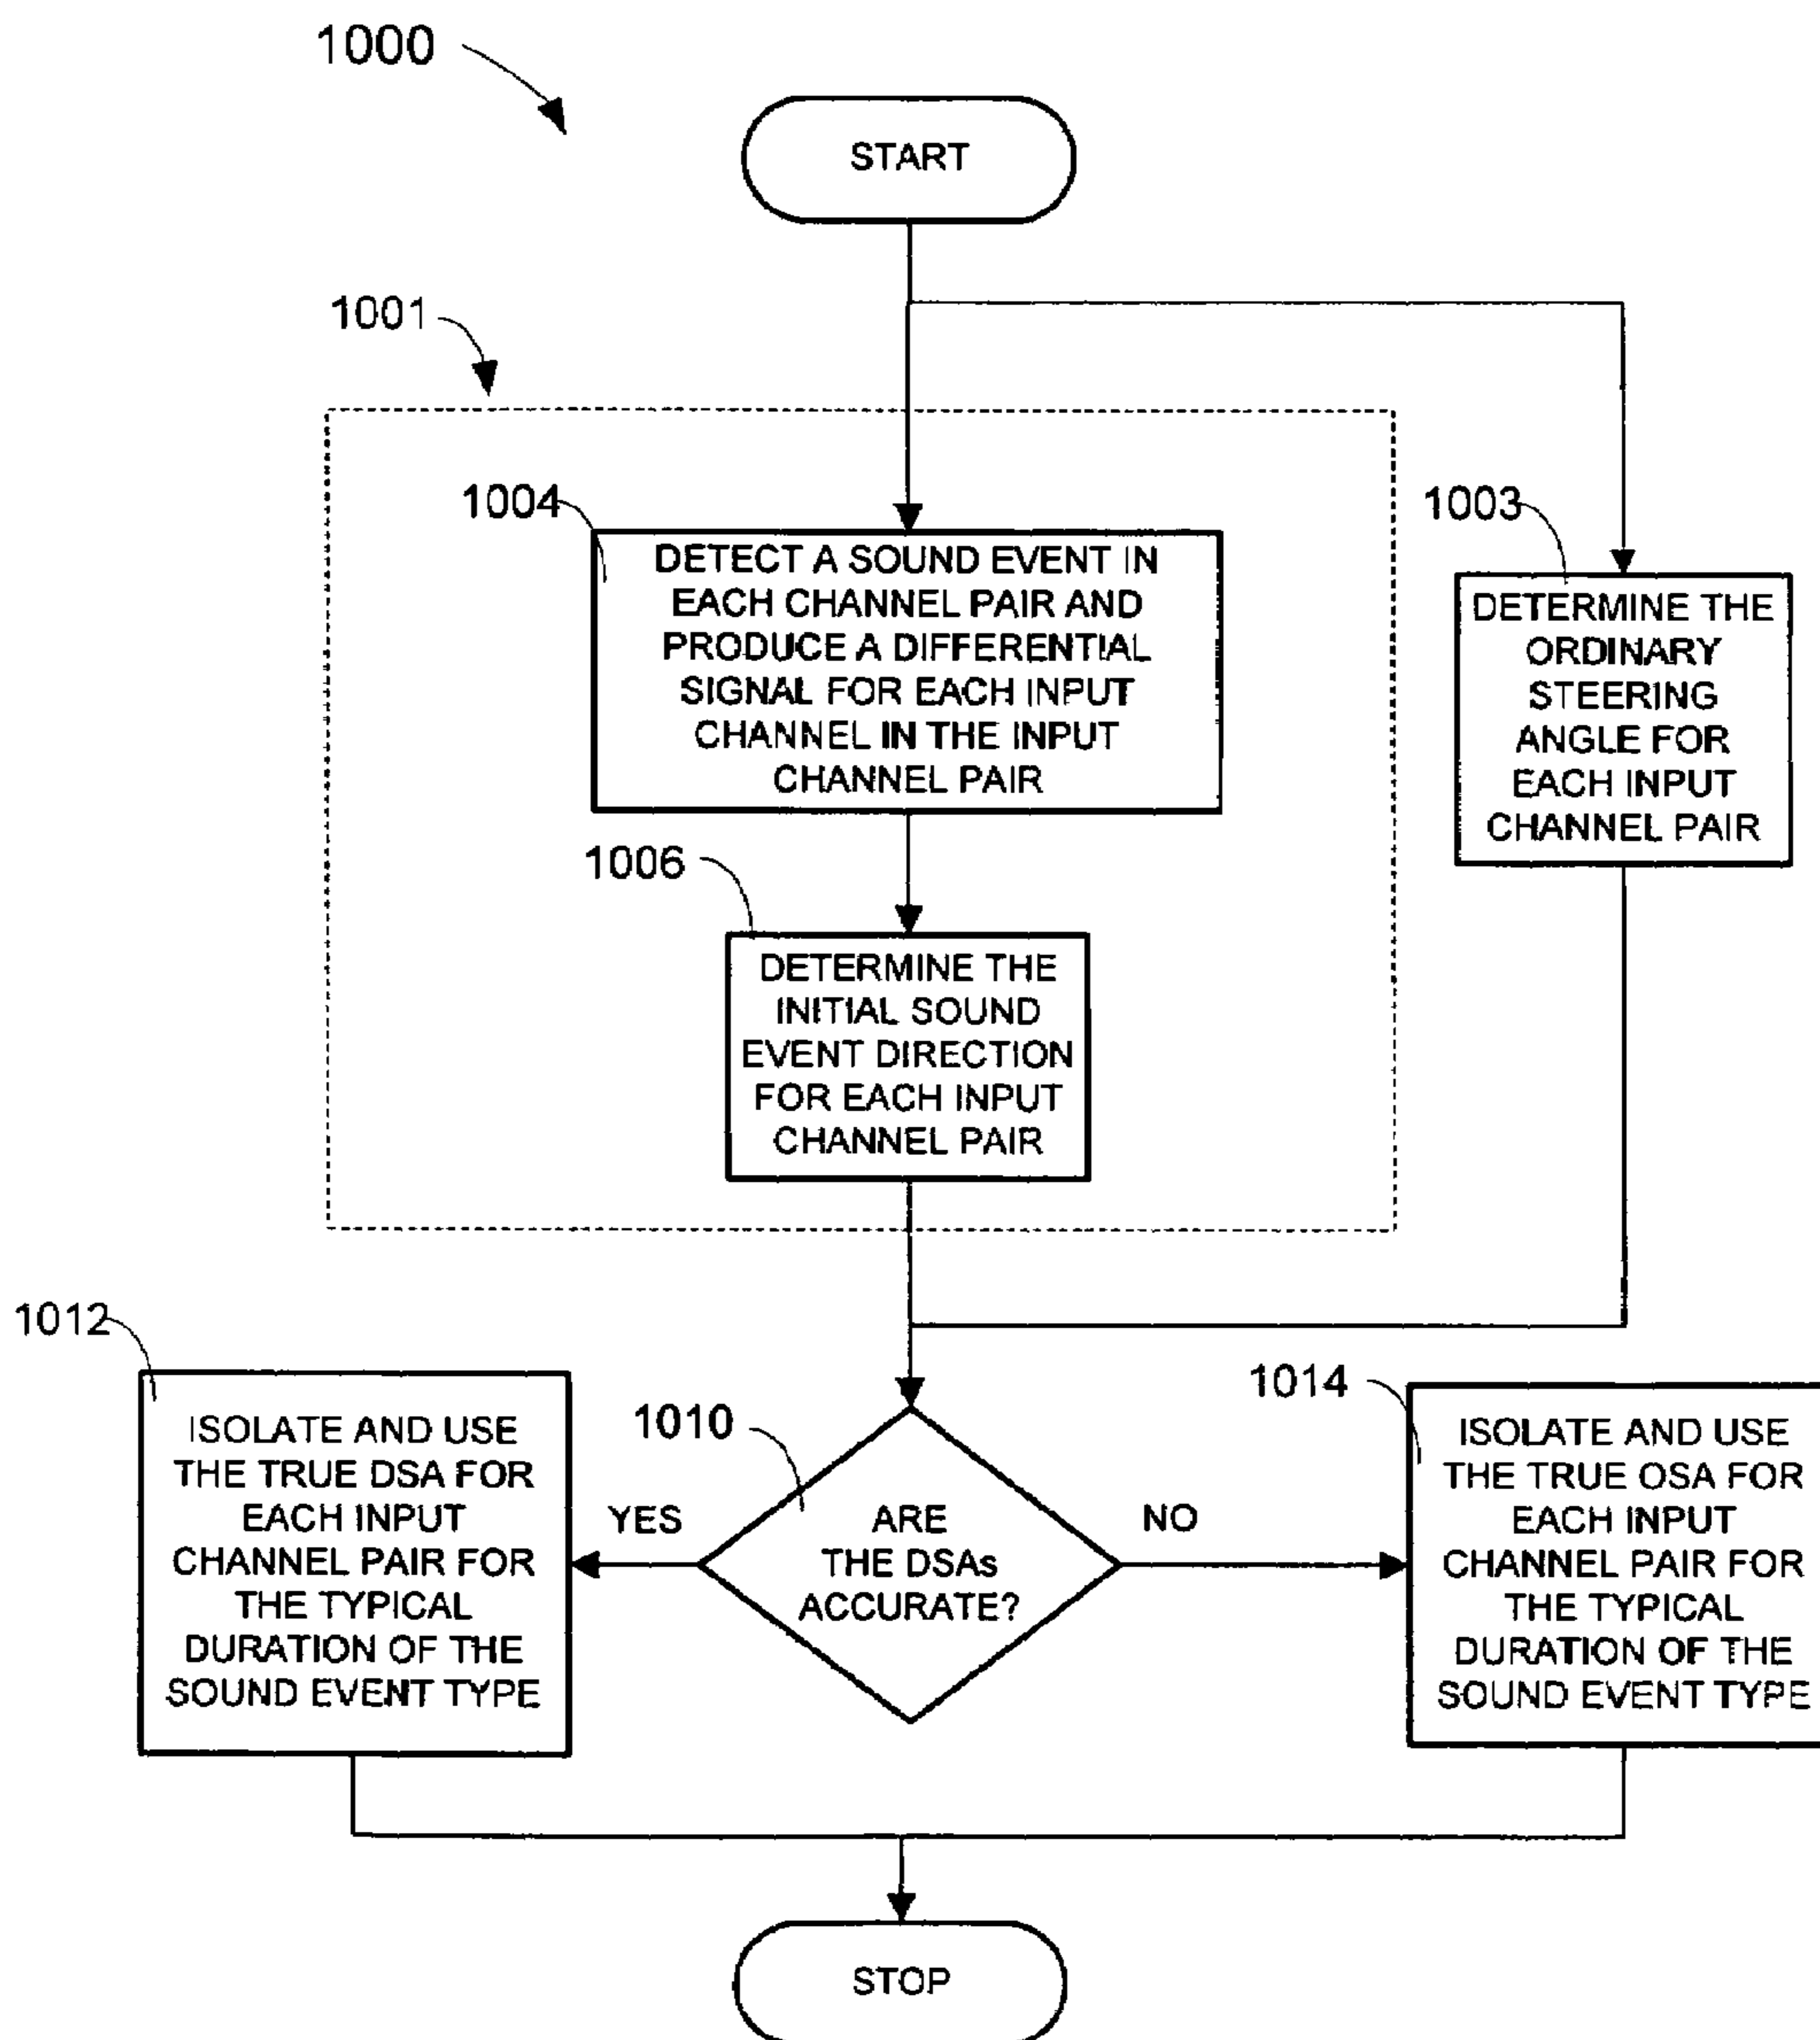 1000
START
1001
1004
DETECT A SOUND EVENT IN
EACH CHANNEL PAIR AND
PRODUCE A DIFFERENTIAL
SIGNAL FOR EACH INPUT
CHANNEL IN THE INPUT
CHANNEL PAIR
1003
DETERMINE THE
ORDINARY
STEERING
ANGLE FOR
EACH INPUT
CHANNEL PAIR
1006
DETERMINE THE
INITIAL SOUND
EVENT DIRECTION
FOR EACH INPUT
CHANNEL PAIR
1012
ISOLATE AND USE
THE TRUE DSA FOR
EACH INPUT
CHANNEL PAIR FOR
THE TYPICAL
DURATION OF THE
SOUND EVENT TYPE
1010
YES
ARE
THE DSAs
ACCURATE?
NO
1014
ISOLATE AND USE
THE TRUE OSA FOR
EACH INPUT
CHANNEL PAIR FOR
THE TYPICAL
DURATION OF THE
SOUND EVENT TYPE
STOP